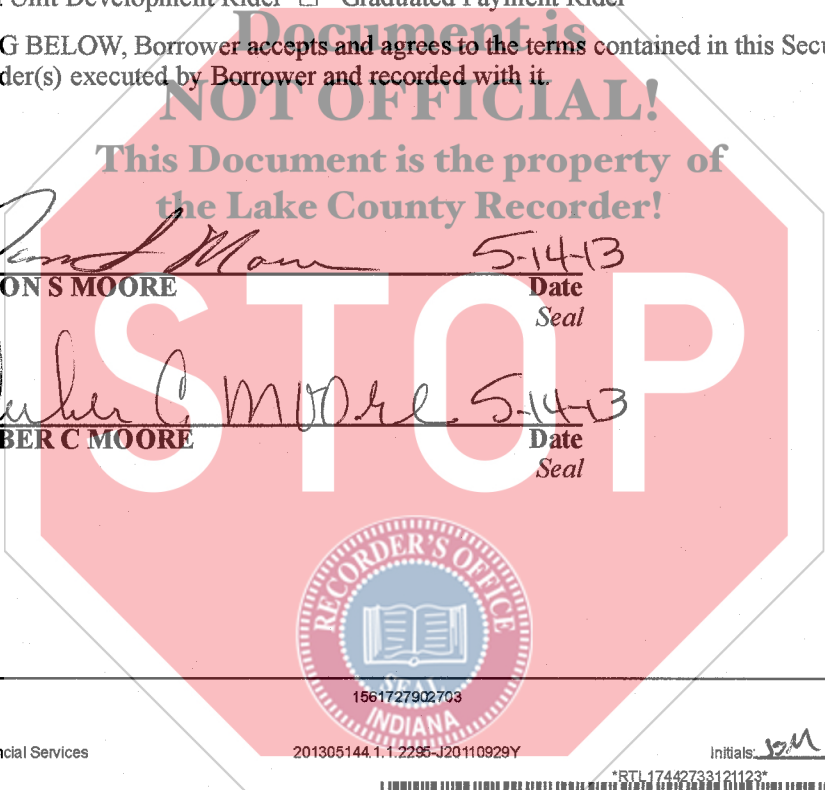 Unit Development Rider ☐ Graduated Payment Rider
Document is
G BELOW, Borrower accepts and agrees to the terms contained in this Secu
der(s) executed by Borrower and recorded with it.
NOT OFFICIAL!
This Document is the property of
the Lake County Recorder!
5-14-13
ON S MOORE Date
Seal
C Moore 5-14-13
BER C MOORE Date
Seal
STOP
RECORDER'S OFFICE
SEAL
INDIANA
1561727902703
ncial Services 201305144.1.1.2295-J20110929Y Initials: JSM
*RTL17442733121123*